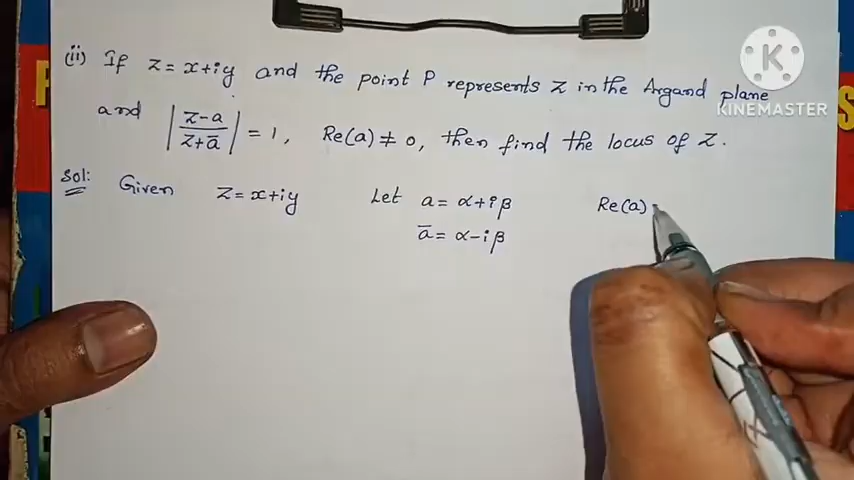 (ii) If z = x+iy and the point P represents z in the Argand plane
and |z-a / z+a̅| = 1, Re(a) ≠ 0, then find the locus of z.
Sol: Given z = x+iy Let a = α+iβ Re(a)
a̅ = α-iβ
K
KINEMASTER